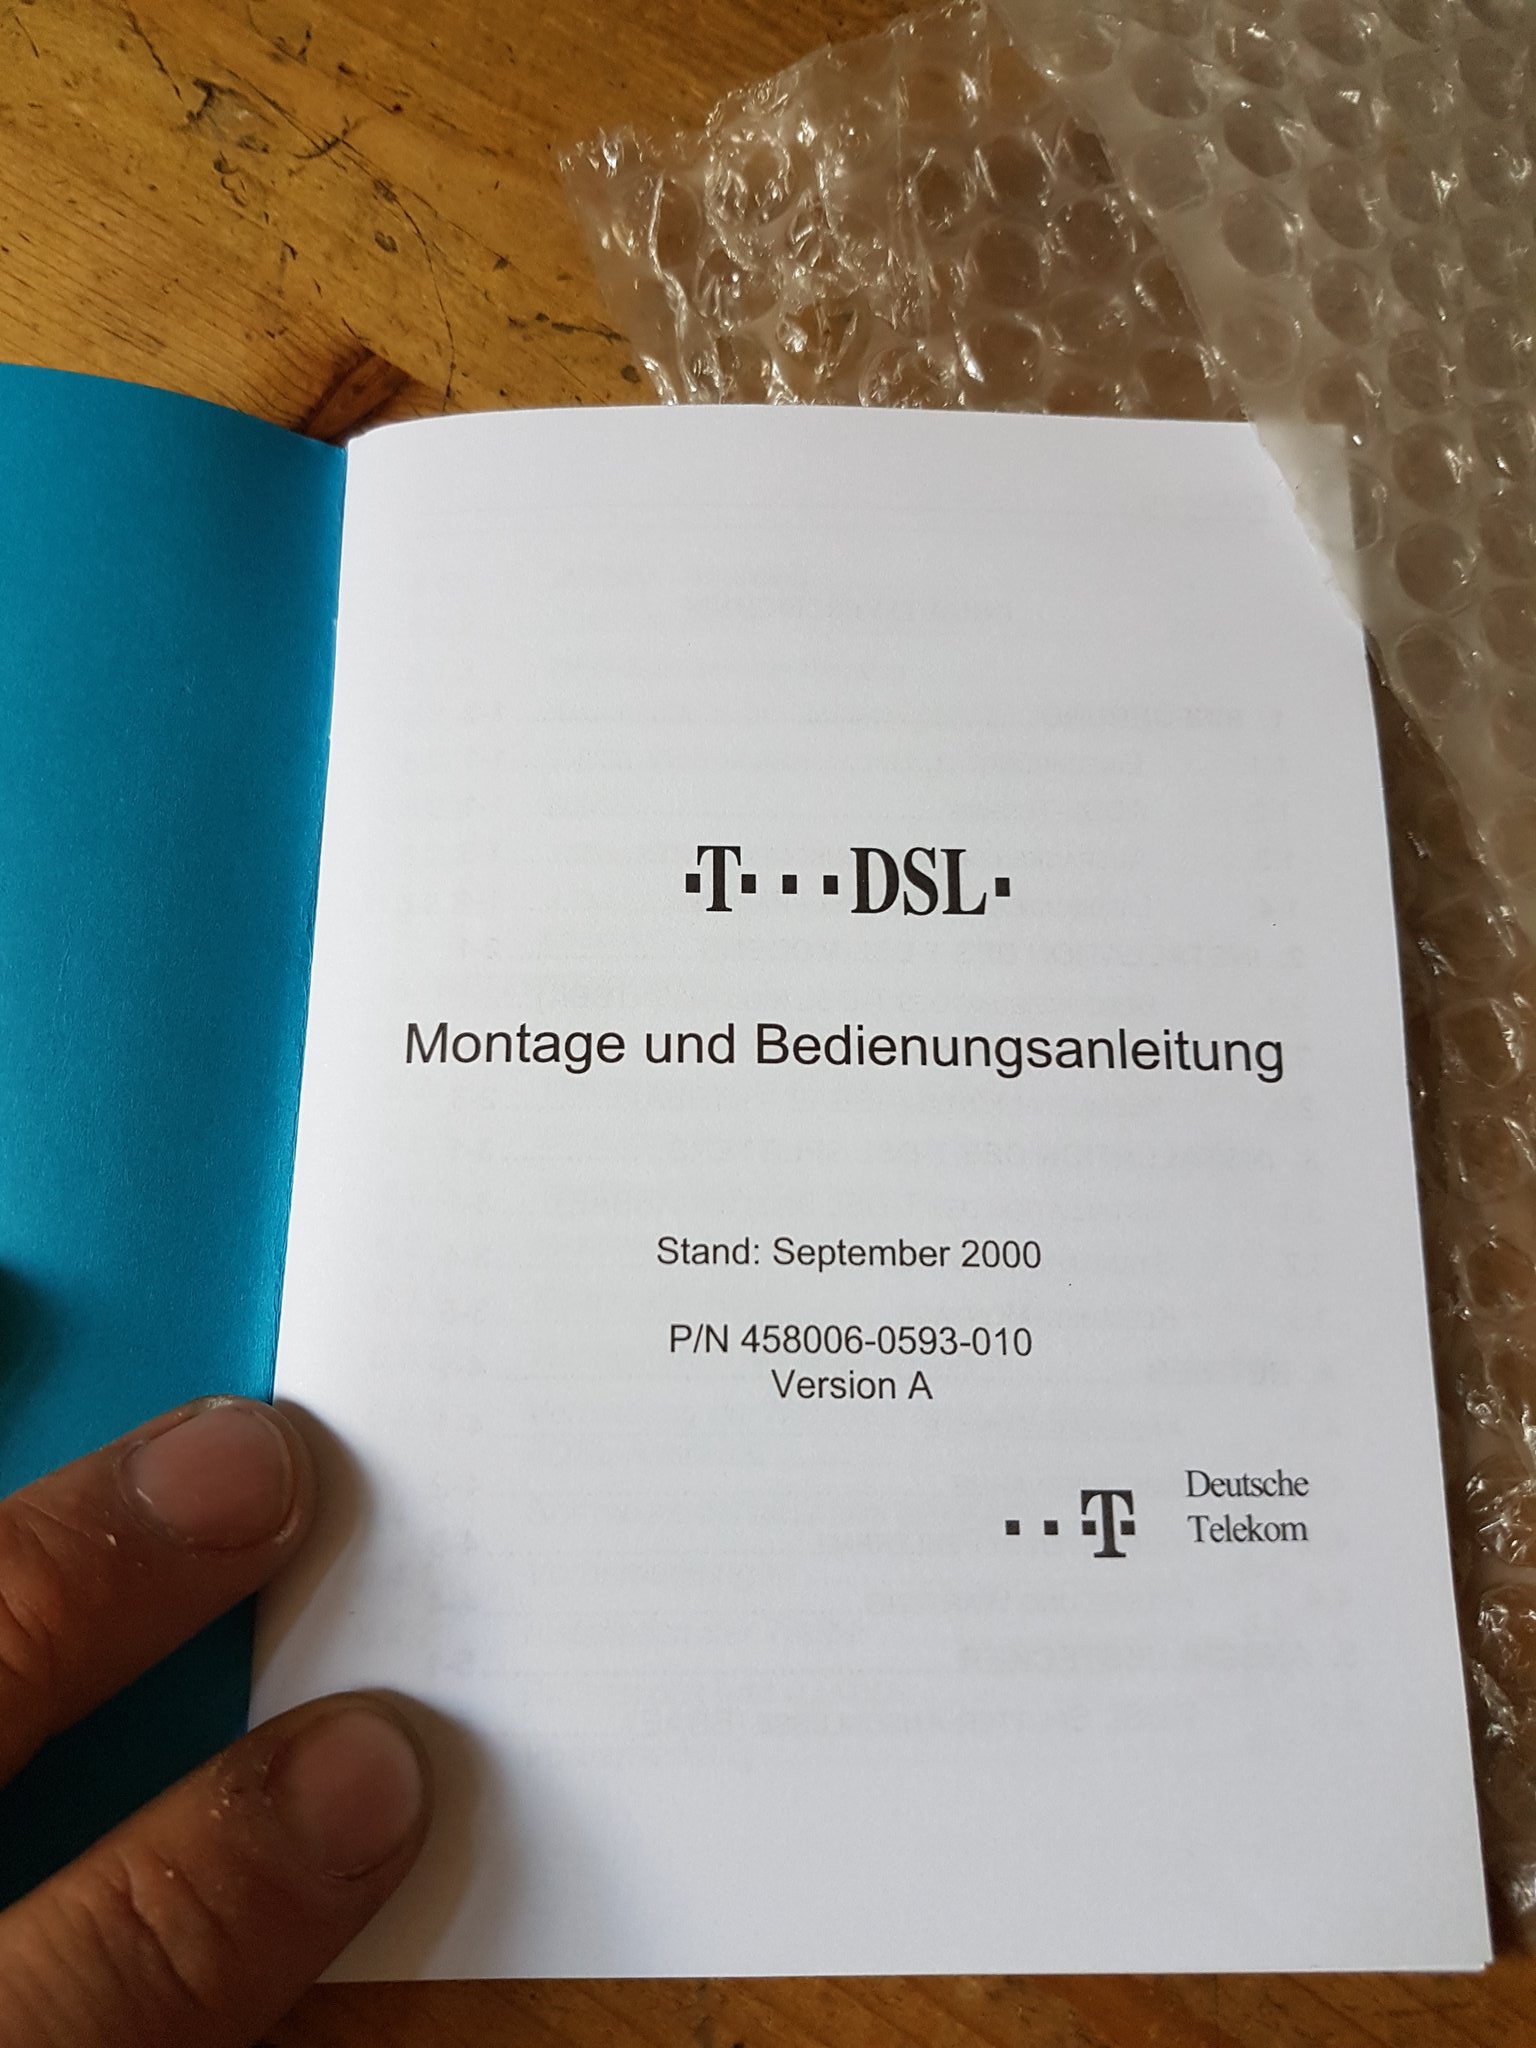 ·T···DSL·
Montage und Bedienungsanleitung
Stand: September 2000
P/N 458006-0593-010
Version A
··T· Deutsche
Telekom